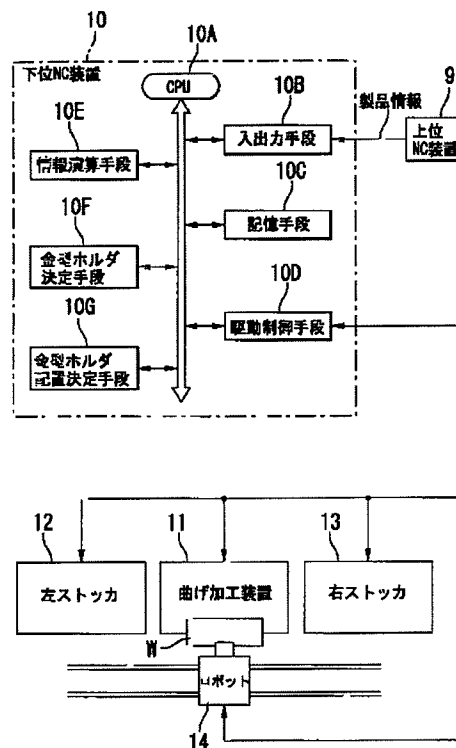 10
10A
下位NC装置
CPU
10B
9
製品情報
10E
入出力手段
上位
NC装置
情報演算手段
10C
10F
記憶手段
金型ホルダ
決定手段
10D
10G
駆動制御手段
金型ホルダ
配置決定手段
12
11
13
左ストッカ
曲げ加工装置
右ストッカ
W
ロボット
14